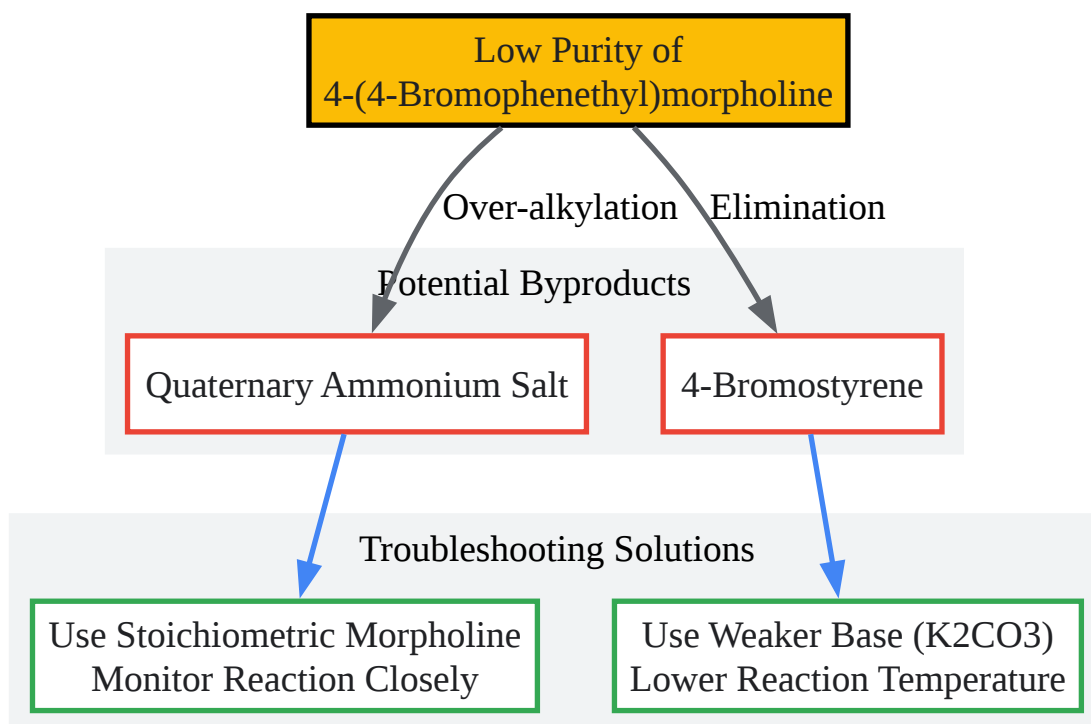 Low Purity of
4-(4-Bromophenethyl)morpholine
Over-alkylation
Elimination
Potential Byproducts
Quaternary Ammonium Salt
4-Bromostyrene
Troubleshooting Solutions
Use Stoichiometric Morpholine
Monitor Reaction Closely
Use Weaker Base (K2CO3)
Lower Reaction Temperature